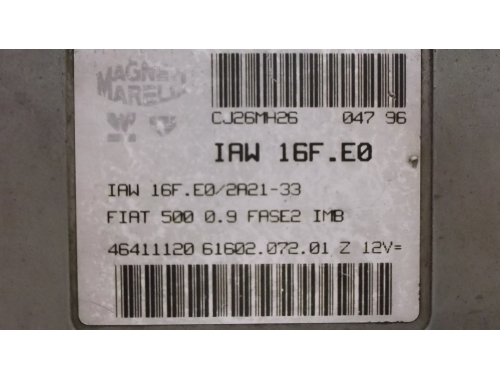 MAGNETI
MARELLI
CJ26MH26 047 96
IAW 16F.E0
IAW 16F.E0/2A21-33
FIAT 500 0.9 FASE2 IMB
46411120 61602.072.01 Z 12V=